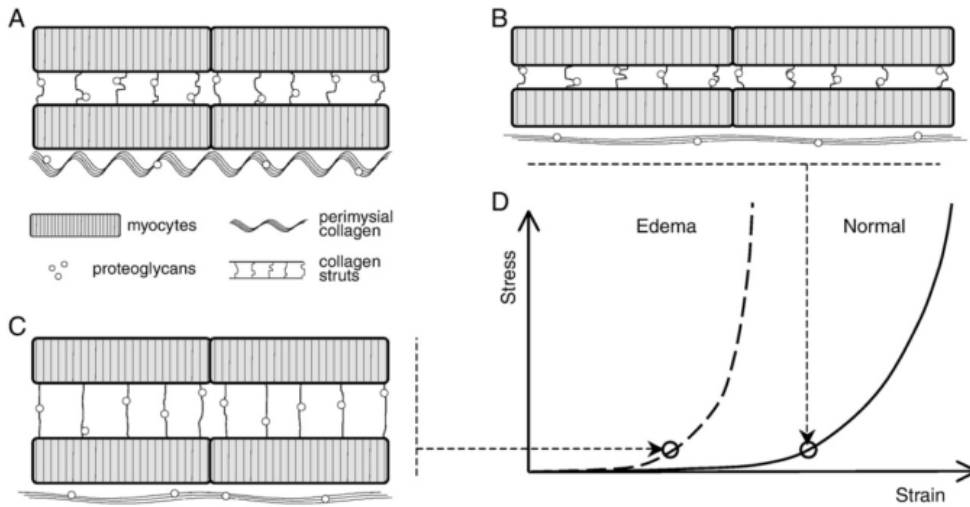 A
B
myocytes
perimysial
collagen
proteoglycans
collagen
struts
C
D
Edema
Normal
Stress
Strain